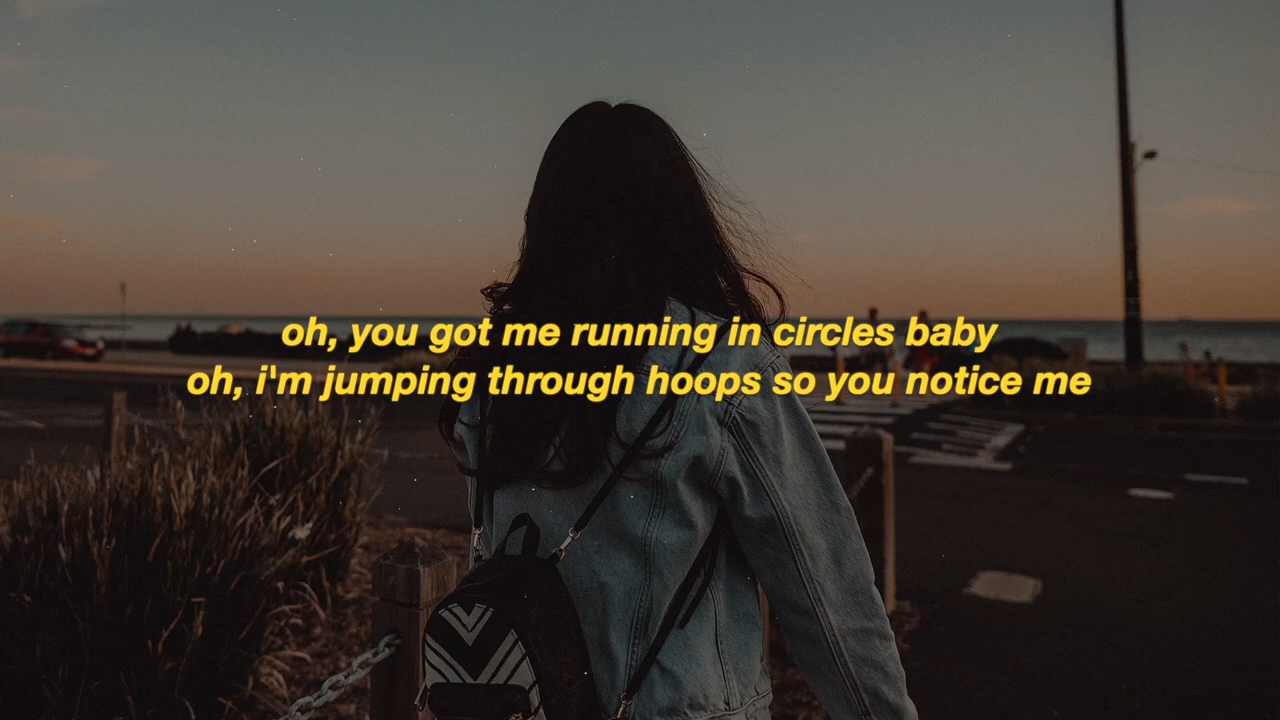 oh, you got me running in circles baby
oh, i'm jumping through hoops so you notice me